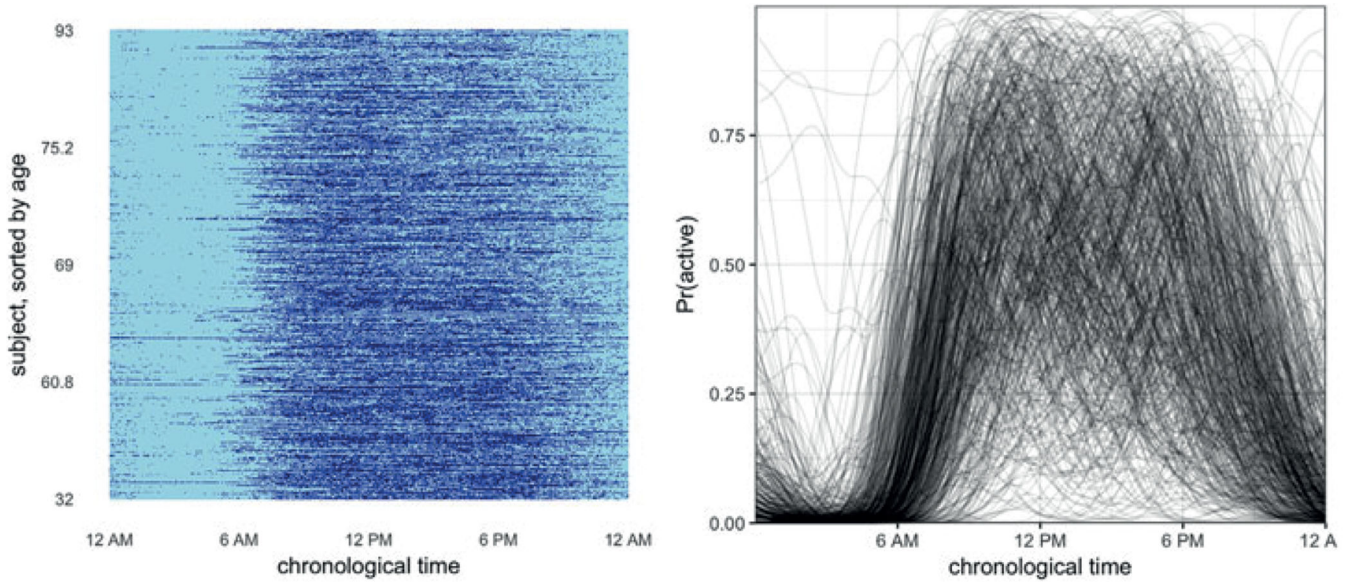 93
75.2
69
60.8
32
subject, sorted by age
12 AM 6 AM 12 PM 6 PM 12 AM
chronological time
0.75
0.50
0.25
0.00
Pr(active)
6 AM 12 PM 6 PM 12 A
chronological time